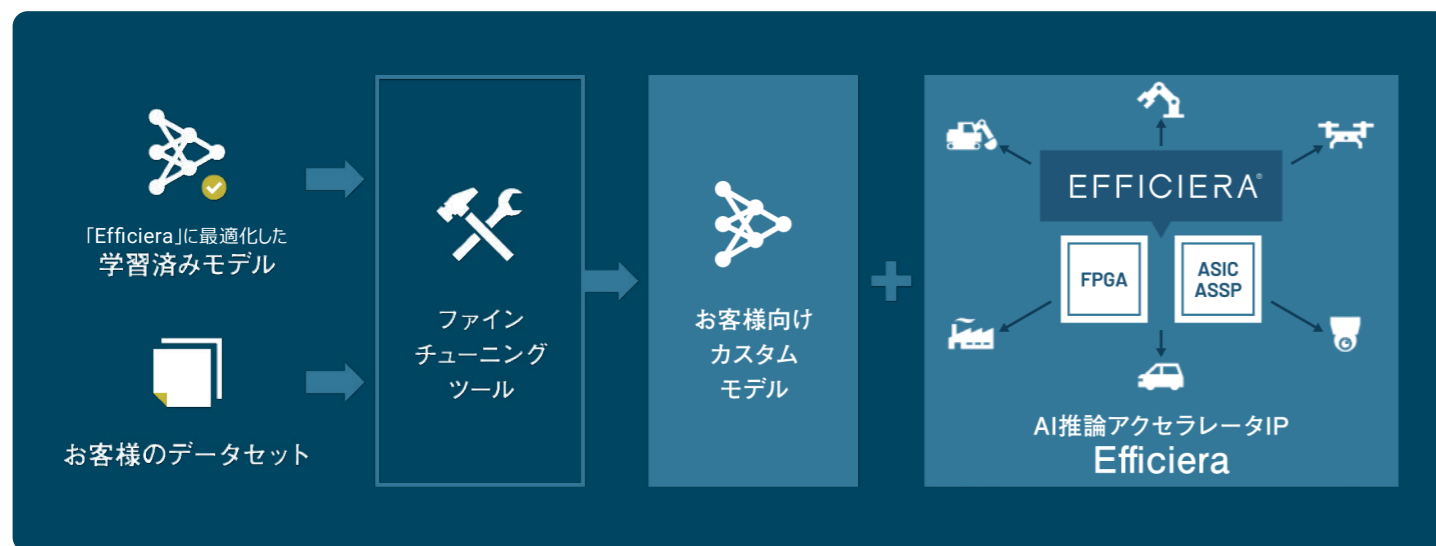 「Efficiera」に最適化した
学習済みモデル
お客様のデータセット
ファイン
チューニング
ツール
お客様向け
カスタム
モデル
EFFICIERA®
FPGA
ASIC
ASSP
AI推論アクセラレータIP
Efficiera